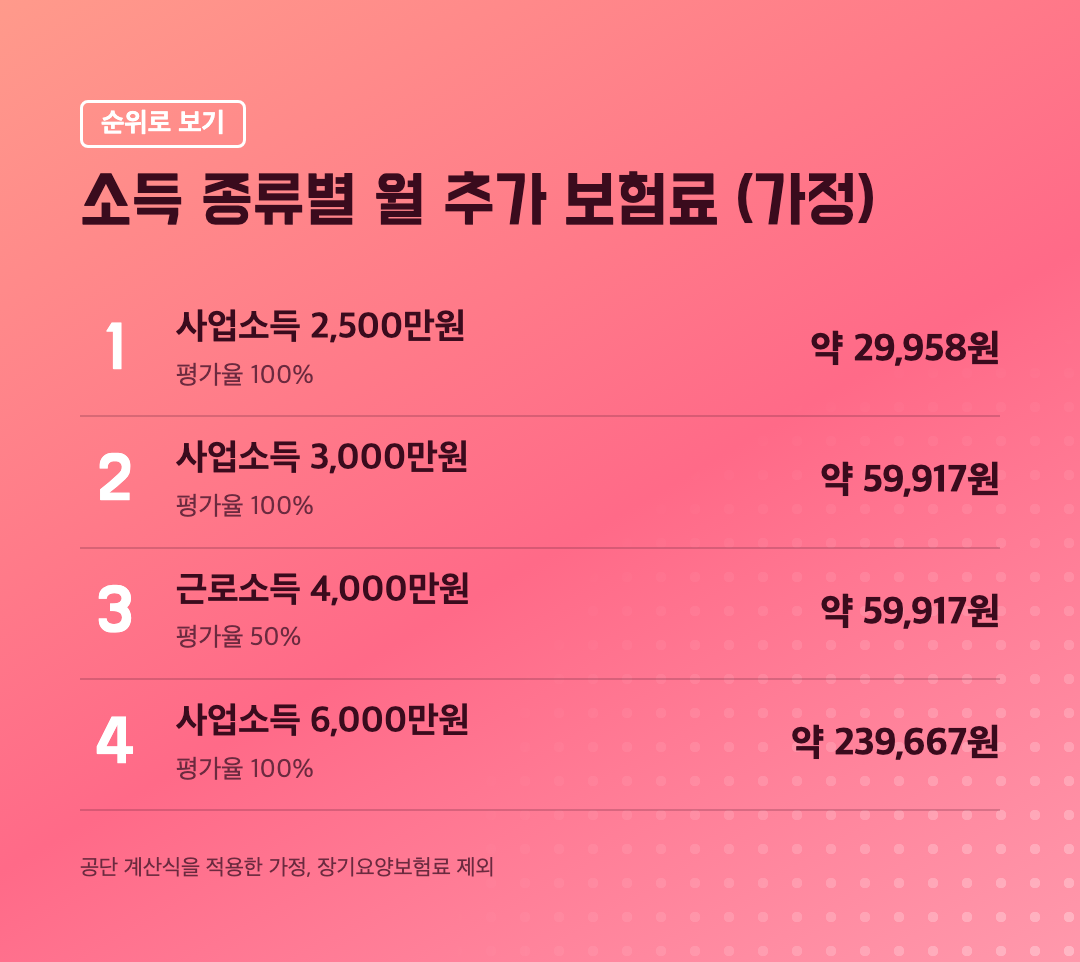 순위로 보기
소득 종류별 월 추가 보험료 (가정)
1
사업소득 2,500만원
평가율 100%
약 29,958원
2
사업소득 3,000만원
평가율 100%
약 59,917원
3
근로소득 4,000만원
평가율 50%
약 59,917원
4
사업소득 6,000만원
평가율 100%
약 239,667원
공단 계산식을 적용한 가정, 장기요양보험료 제외